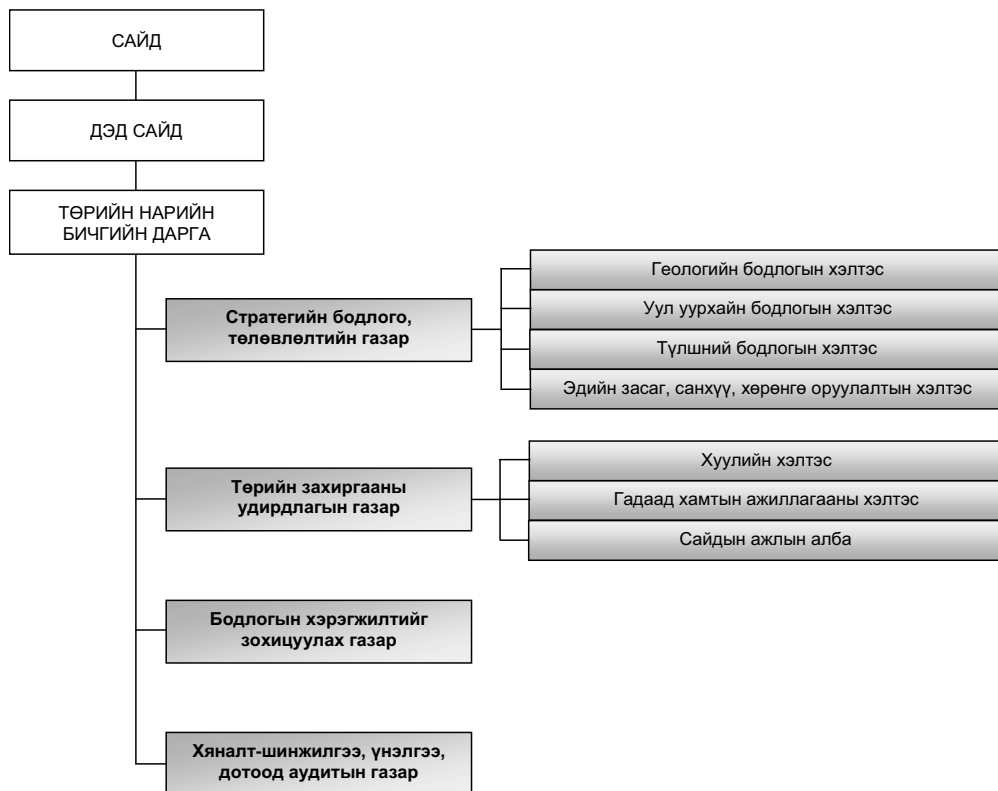 САЙД
ДЭД САЙД
ТӨРИЙН НАРИЙН
БИЧГИЙН ДАРГА
Стратегийн бодлого,
төлөвлөлтийн газар
Геологийн бодлогын хэлтэс
Уул уурхайн бодлогын хэлтэс
Түлшний бодлогын хэлтэс
Эдийн засаг, санхүү, хөрөнгө оруулалтын хэлтэс
Төрийн захиргааны
удирдлагын газар
Хуулийн хэлтэс
Гадаад хамтын ажиллагааны хэлтэс
Сайдын ажлын алба
Бодлогын хэрэгжилтийг
зохицуулах газар
Хяналт-шинжилгээ, үнэлгээ,
дотоод аудитын газар